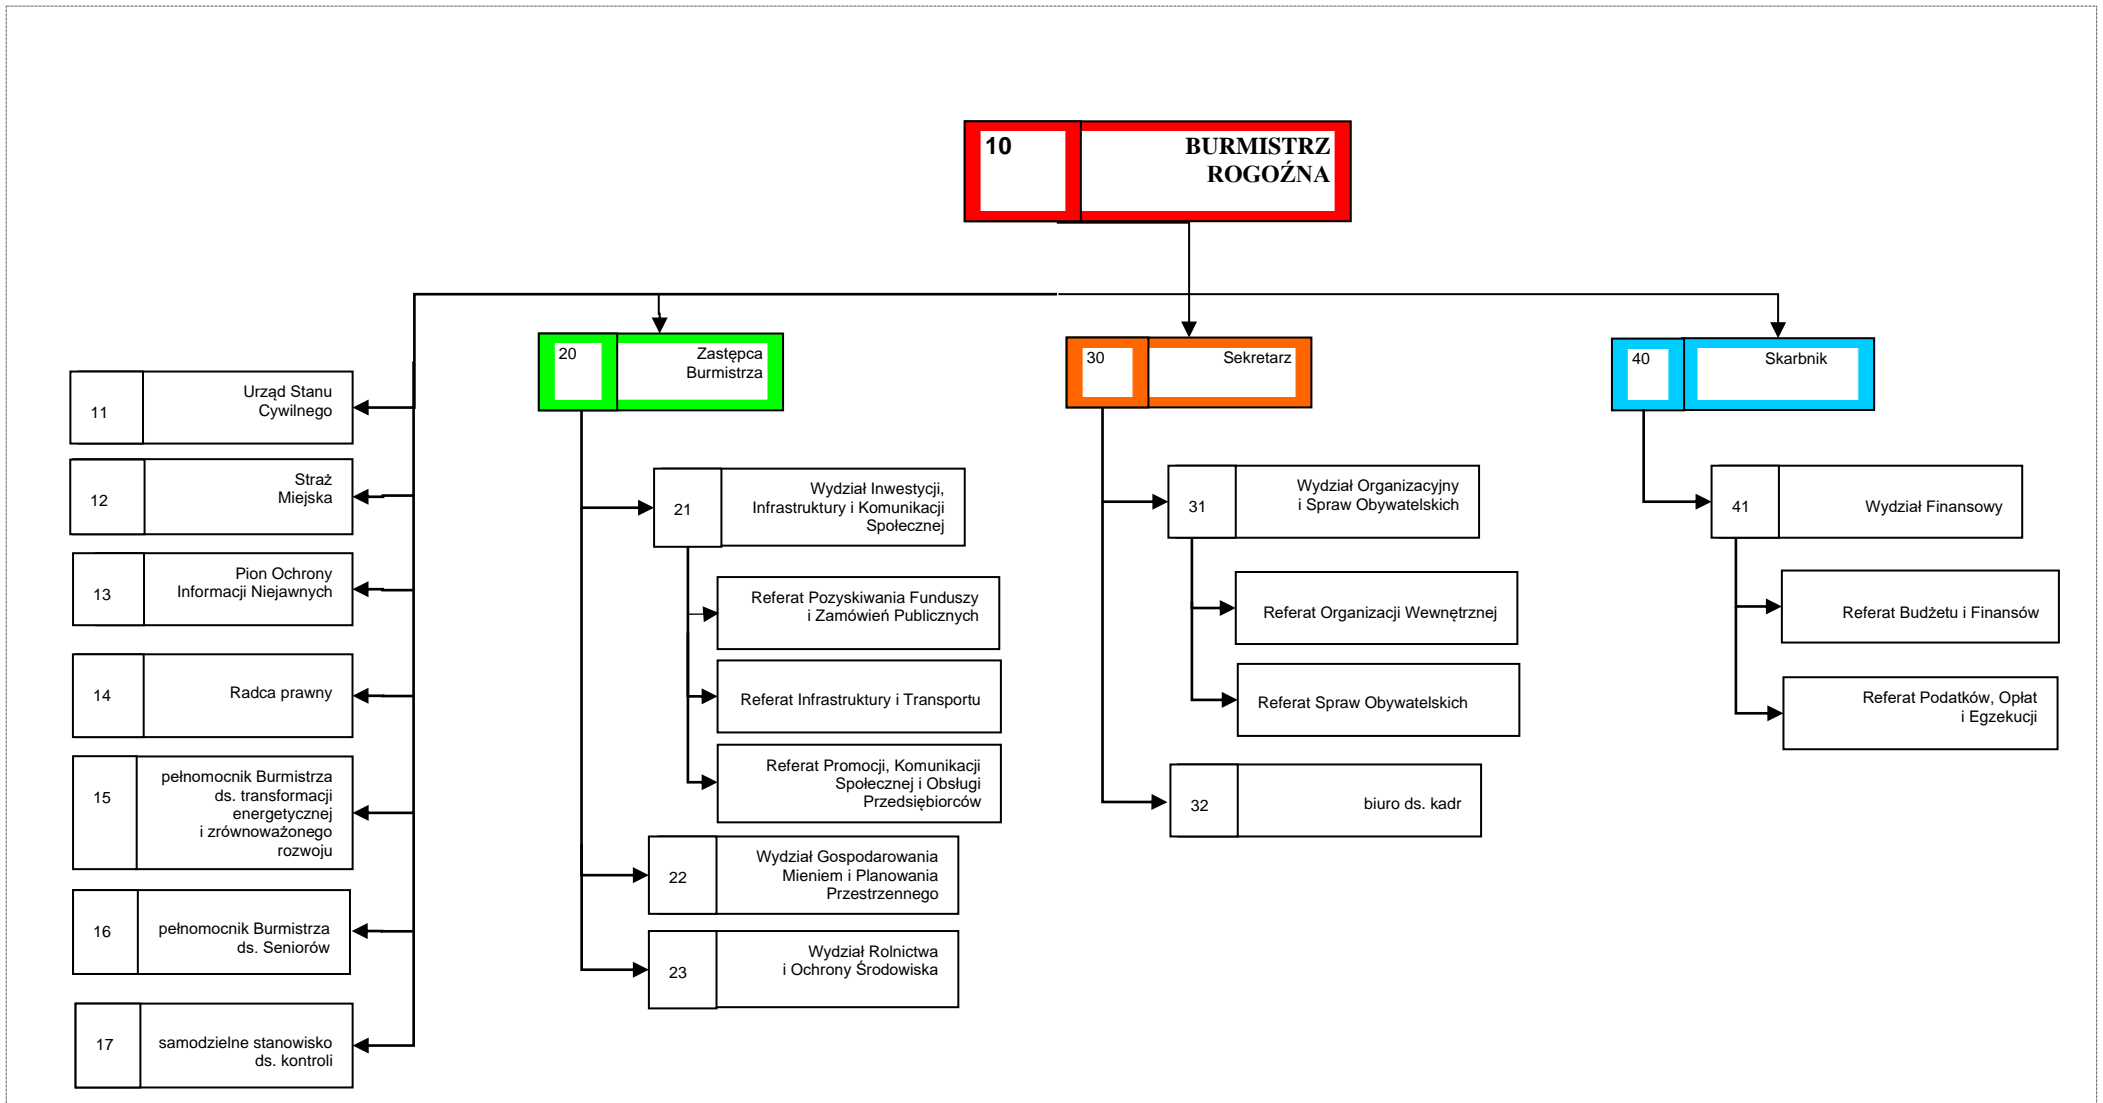 10
BURMISTRZ
ROGOŹNA
11
Urząd Stanu
Cywilnego
12
Straż
Miejska
13
Pion Ochrony
Informacji Niejawnych
14
Radca prawny
15
pełnomocnik Burmistrza
ds. transformacji
energetycznej
i zrównoważonego
rozwoju
16
pełnomocnik Burmistrza
ds. Seniorów
17
samodzielne stanowisko
ds. kontroli
20
Zastępca
Burmistrza
21
Wydział Inwestycji,
Infrastruktury i Komunikacji
Społecznej
Referat Pozyskiwania Funduszy
i Zamówień Publicznych
Referat Infrastruktury i Transportu
Referat Promocji, Komunikacji
Społecznej i Obsługi
Przedsiębiorców
22
Wydział Gospodarowania
Mieniem i Planowania
Przestrzennego
23
Wydział Rolnictwa
i Ochrony Środowiska
30
Sekretarz
31
Wydział Organizacyjny
i Spraw Obywatelskich
Referat Organizacji Wewnętrznej
Referat Spraw Obywatelskich
32
biuro ds. kadr
40
Skarbnik
41
Wydział Finansowy
Referat Budżetu i Finansów
Referat Podatków, Opłat
i Egzekucji